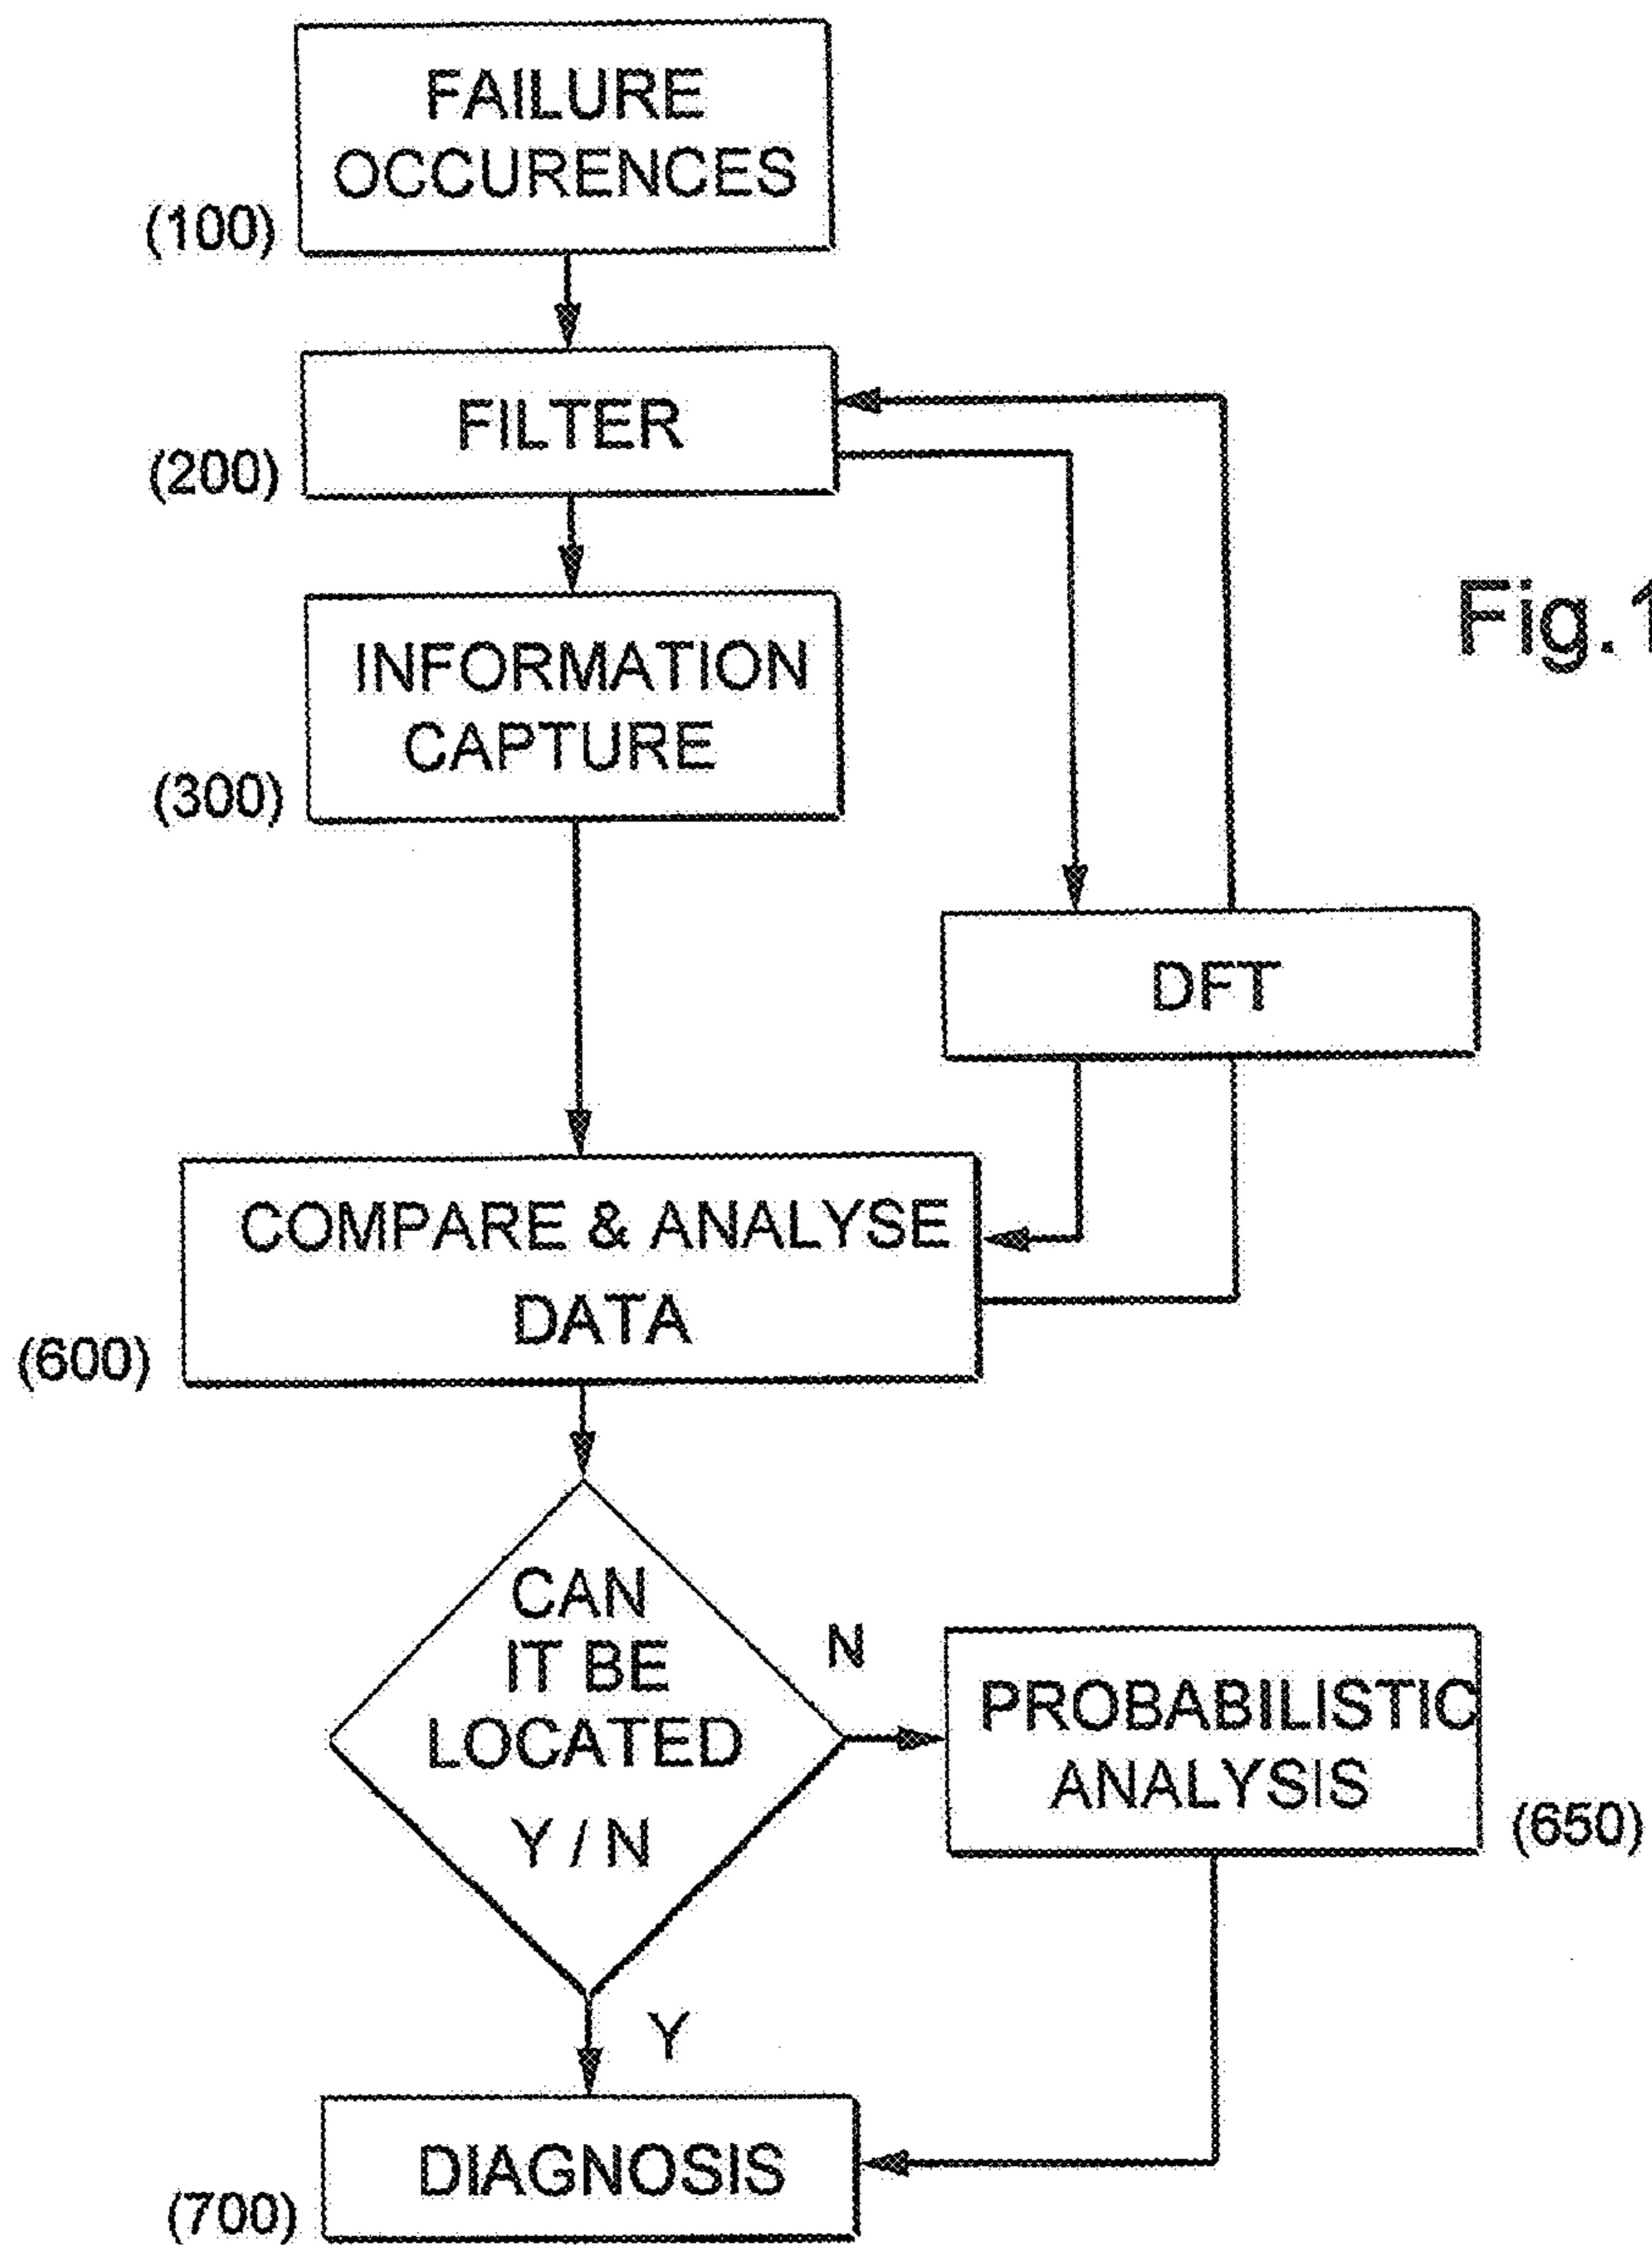 FAILURE
OCCURENCES
(100)
FILTER
(200)
INFORMATION
CAPTURE
(300)
Fig.1
DFT
COMPARE & ANALYSE
DATA
(600)
CAN
IT BE
LOCATED
Y / N
N
PROBABILISTIC
ANALYSIS
(650)
Y
DIAGNOSIS
(700)